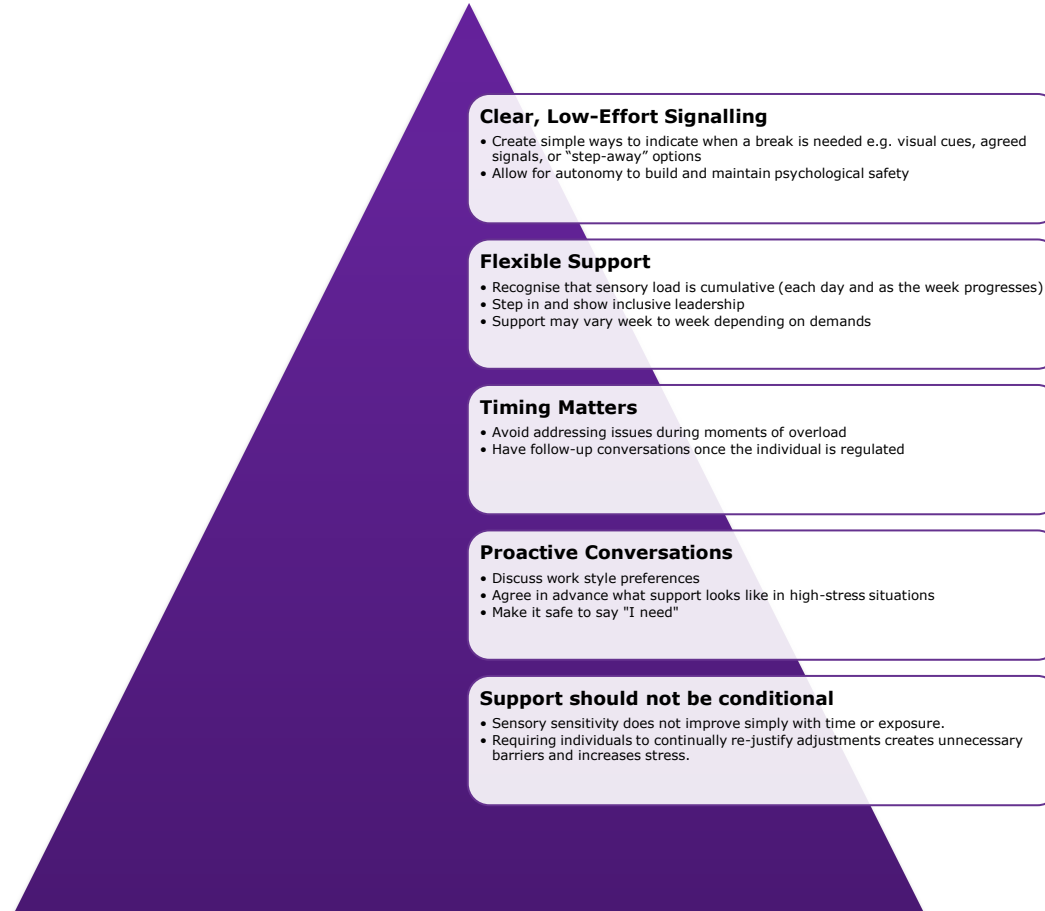 Clear, Low-Effort Signalling
• Create simple ways to indicate when a break is needed e.g. visual cues, agreed
signals, or “step-away” options
• Allow for autonomy to build and maintain psychological safety
Flexible Support
• Recognise that sensory load is cumulative (each day and as the week progresses)
• Step in and show inclusive leadership
• Support may vary week to week depending on demands
Timing Matters
• Avoid addressing issues during moments of overload
• Have follow-up conversations once the individual is regulated
Proactive Conversations
• Discuss work style preferences
• Agree in advance what support looks like in high-stress situations
• Make it safe to say "I need"
Support should not be conditional
• Sensory sensitivity does not improve simply with time or exposure.
• Requiring individuals to continually re-justify adjustments creates unnecessary
barriers and increases stress.